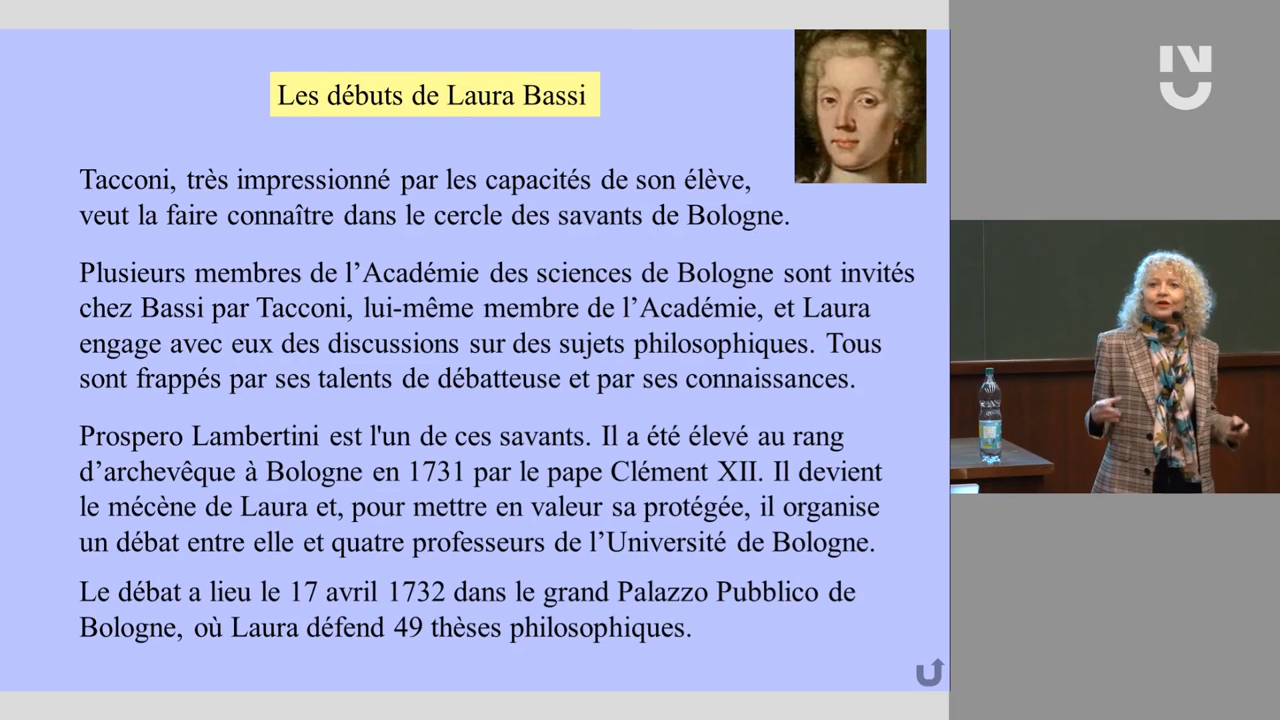 Les débuts de Laura Bassi
Tacconi, très impressionné par les capacités de son élève,
veut la faire connaître dans le cercle des savants de Bologne.
Plusieurs membres de l’Académie des sciences de Bologne sont invités
chez Bassi par Tacconi, lui-même membre de l’Académie, et Laura
engage avec eux des discussions sur des sujets philosophiques. Tous
sont frappés par ses talents de débatteuse et par ses connaissances.
Prospero Lambertini est l'un de ces savants. Il a été élevé au rang
d’archevêque à Bologne en 1731 par le pape Clément XII. Il devient
le mécène de Laura et, pour mettre en valeur sa protégée, il organise
un débat entre elle et quatre professeurs de l’Université de Bologne.
Le débat a lieu le 17 avril 1732 dans le grand Palazzo Pubblico de
Bologne, où Laura défend 49 thèses philosophiques.